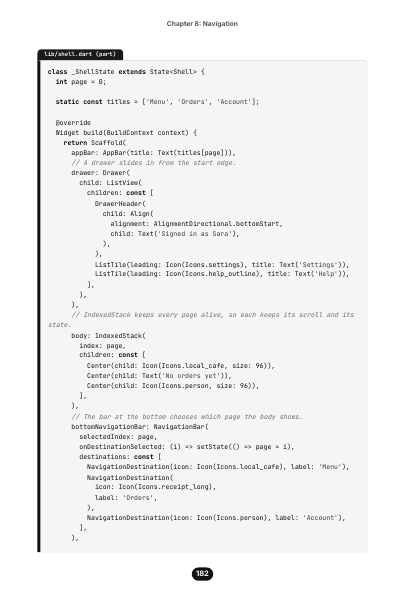 Chapter 8: Navigation
lib/shell.dart (part)
class _ShellState extends State<Shell> {
  int page = 0;

  static const titles = ['Menu', 'Orders', 'Account'];

  @override
  Widget build(BuildContext context) {
    return Scaffold(
      appBar: AppBar(title: Text(titles[page])),
      // A drawer slides in from the start edge.
      drawer: Drawer(
        child: ListView(
          children: const [
            DrawerHeader(
              child: Align(
                alignment: AlignmentDirectional.bottomStart,
                child: Text('Signed in as Sara'),
              ),
            ),
            ListTile(leading: Icon(Icons.settings), title: Text('Settings')),
            ListTile(leading: Icon(Icons.help_outline), title: Text('Help')),
          ],
        ),
      ),
      // IndexedStack keeps every page alive, so each keeps its scroll and its
state.
      body: IndexedStack(
        index: page,
        children: const [
          Center(child: Icon(Icons.local_cafe, size: 96)),
          Center(child: Text('No orders yet')),
          Center(child: Icon(Icons.person, size: 96)),
        ],
      ),
      // The bar at the bottom chooses which page the body shows.
      bottomNavigationBar: NavigationBar(
        selectedIndex: page,
        onDestinationSelected: (i) => setState(() => page = i),
        destinations: const [
          NavigationDestination(icon: Icon(Icons.local_cafe), label: 'Menu'),
          NavigationDestination(
            icon: Icon(Icons.receipt_long),
            label: 'Orders',
          ),
          NavigationDestination(icon: Icon(Icons.person), label: 'Account'),
        ],
      ),
182